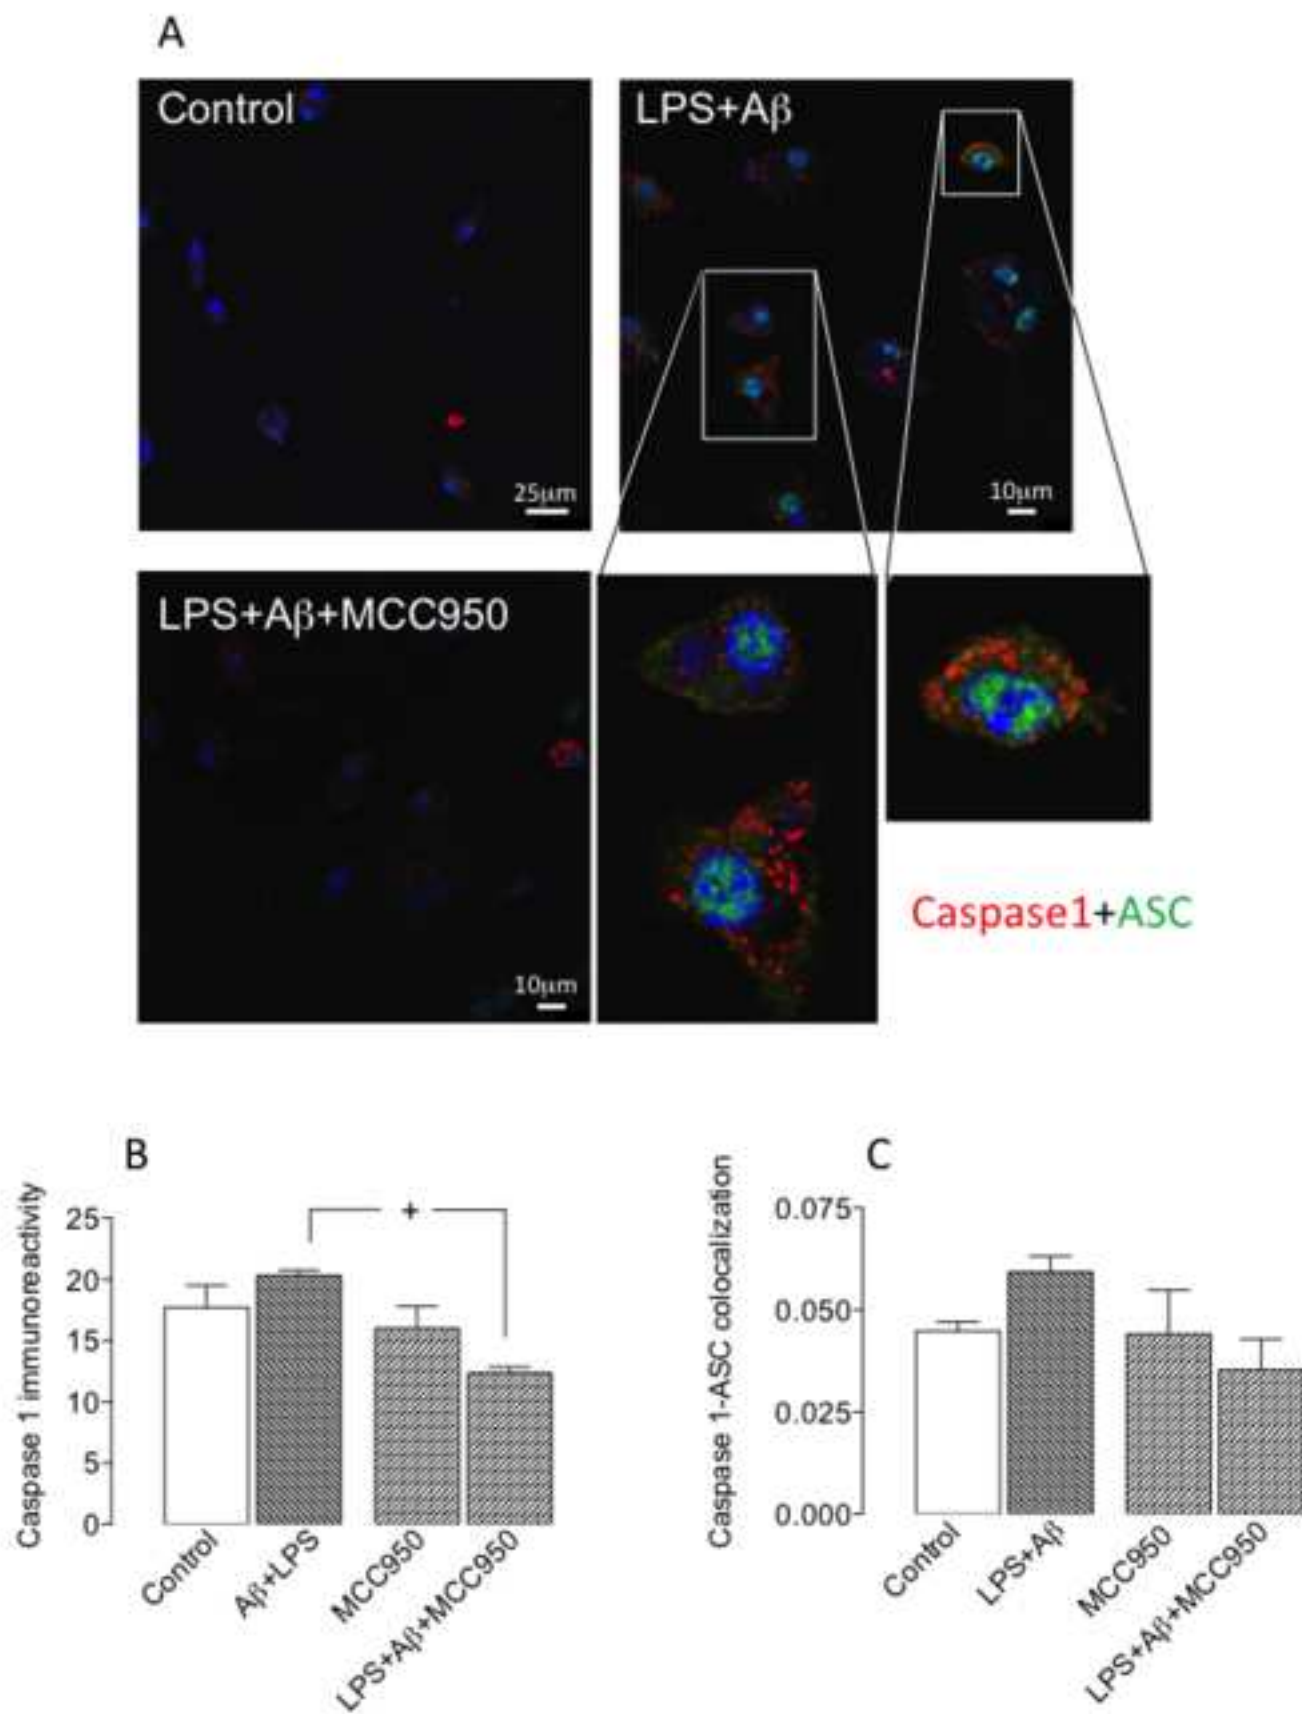 A
Control
LPS+Aβ
25μm
10μm
LPS+Aβ+MCC950
10μm
Caspase1+ASC
B
Caspase 1 immunoreactivity
25
20
15
10
5
0
+
Control
Aβ+LPS
MCC950
LPS+Aβ+MCC950
C
Caspase 1-ASC colocalization
0.075
0.050
0.025
0.000
Control
LPS+Aβ
MCC950
LPS+Aβ+MCC950